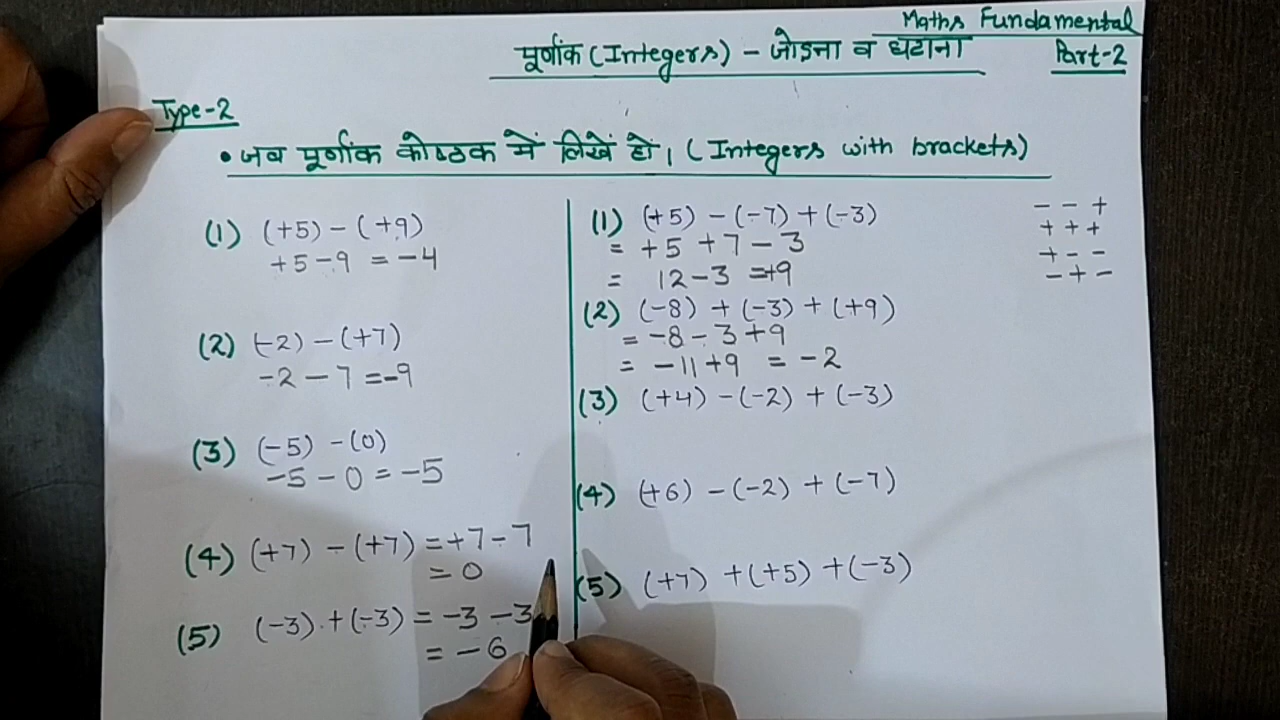 Maths Fundamental
पूर्णांक (Integers) - जोड़ना व घटाना
Part-2
Type-2
• जब पूर्णांक कोष्ठक में लिखें हो। (Integers with brackets)
(1) (+5) - (+9)
+5 - 9 = -4
(2) (-2) - (+7)
-2 - 7 = -9
(3) (-5) - (0)
-5 - 0 = -5
(4) (+7) - (+7) = +7 - 7
= 0
(5) (-3) + (-3) = -3 - 3
= -6
(1) (+5) - (-7) + (-3)
= +5 + 7 - 3
= 12 - 3 = +9
(2) (-8) + (-3) + (+9)
= -8 - 3 + 9
= -11 + 9 = -2
(3) (+4) - (-2) + (-3)
(4) (+6) - (-2) + (-7)
(5) (+7) + (+5) + (-3)
- - +
+ + +
+ - -
- + -